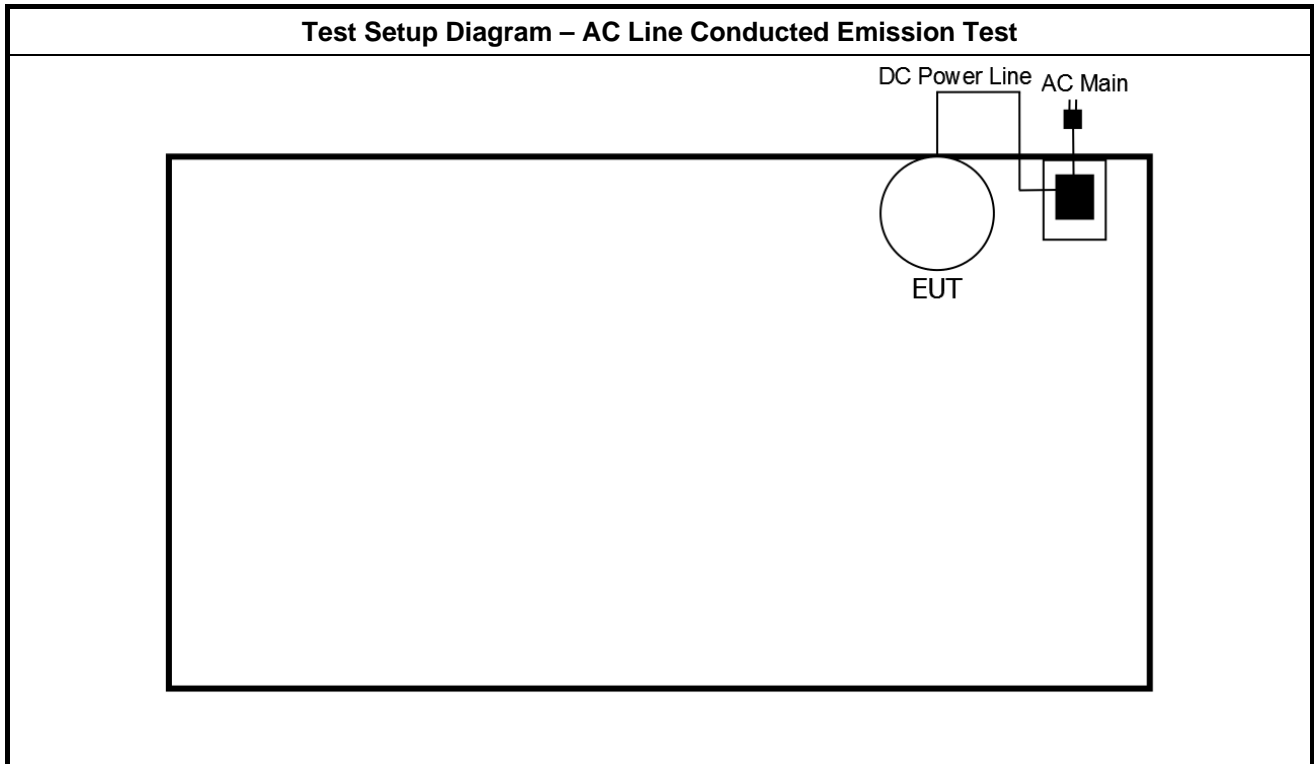 Test Setup Diagram – AC Line Conducted Emission Test
DC Power Line
AC Main
EUT